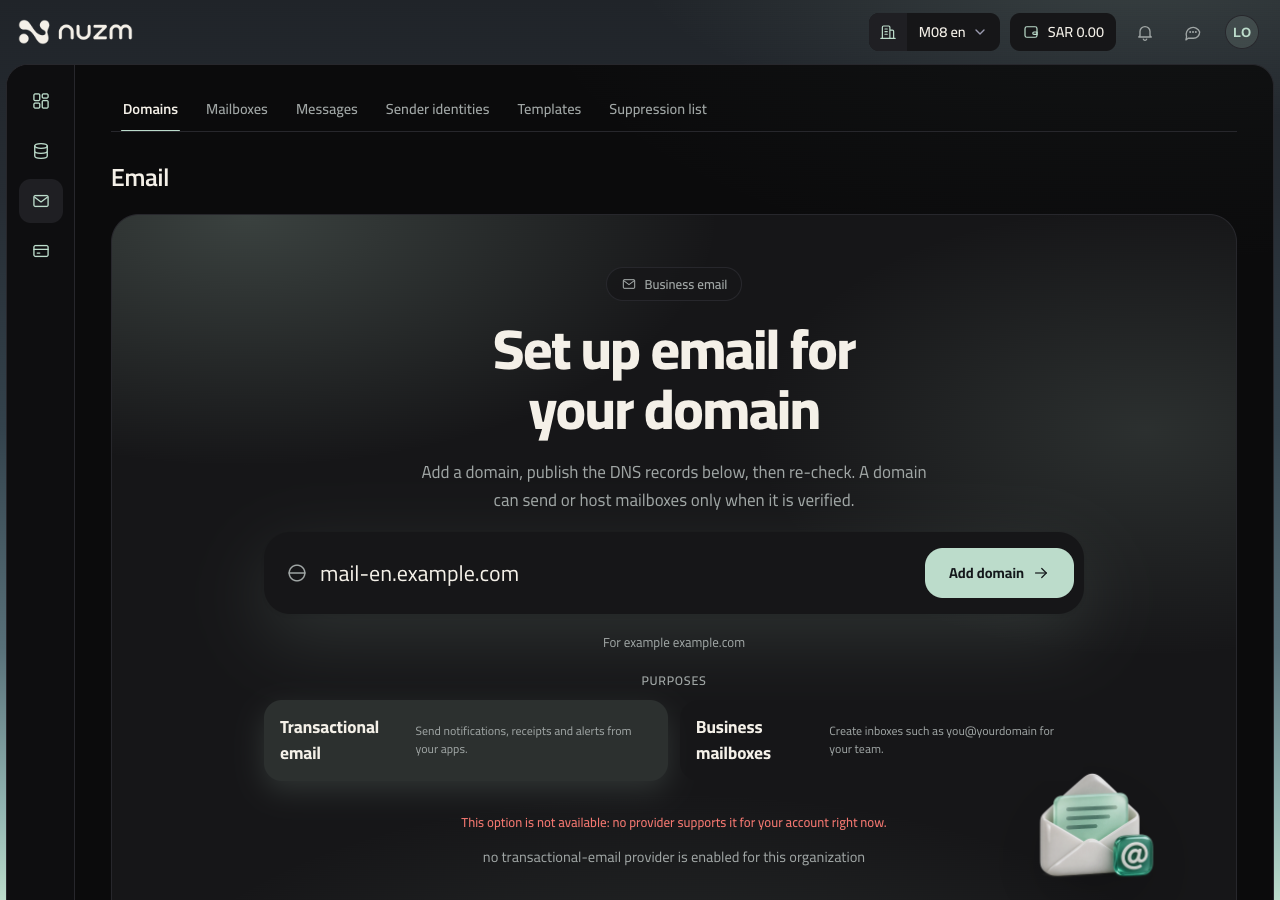 nuzm
M08 en
SAR 0.00
LO
Domains
Mailboxes
Messages
Sender identities
Templates
Suppression list
Email
Business email
Set up email for
your domain
Add a domain, publish the DNS records below, then re-check. A domain
can send or host mailboxes only when it is verified.
mail-en.example.com
Add domain
For example example.com
PURPOSES
Transactional
email
Send notifications, receipts and alerts from
your apps.
Business
mailboxes
Create inboxes such as you@yourdomain for
your team.
This option is not available: no provider supports it for your account right now.
no transactional-email provider is enabled for this organization
@